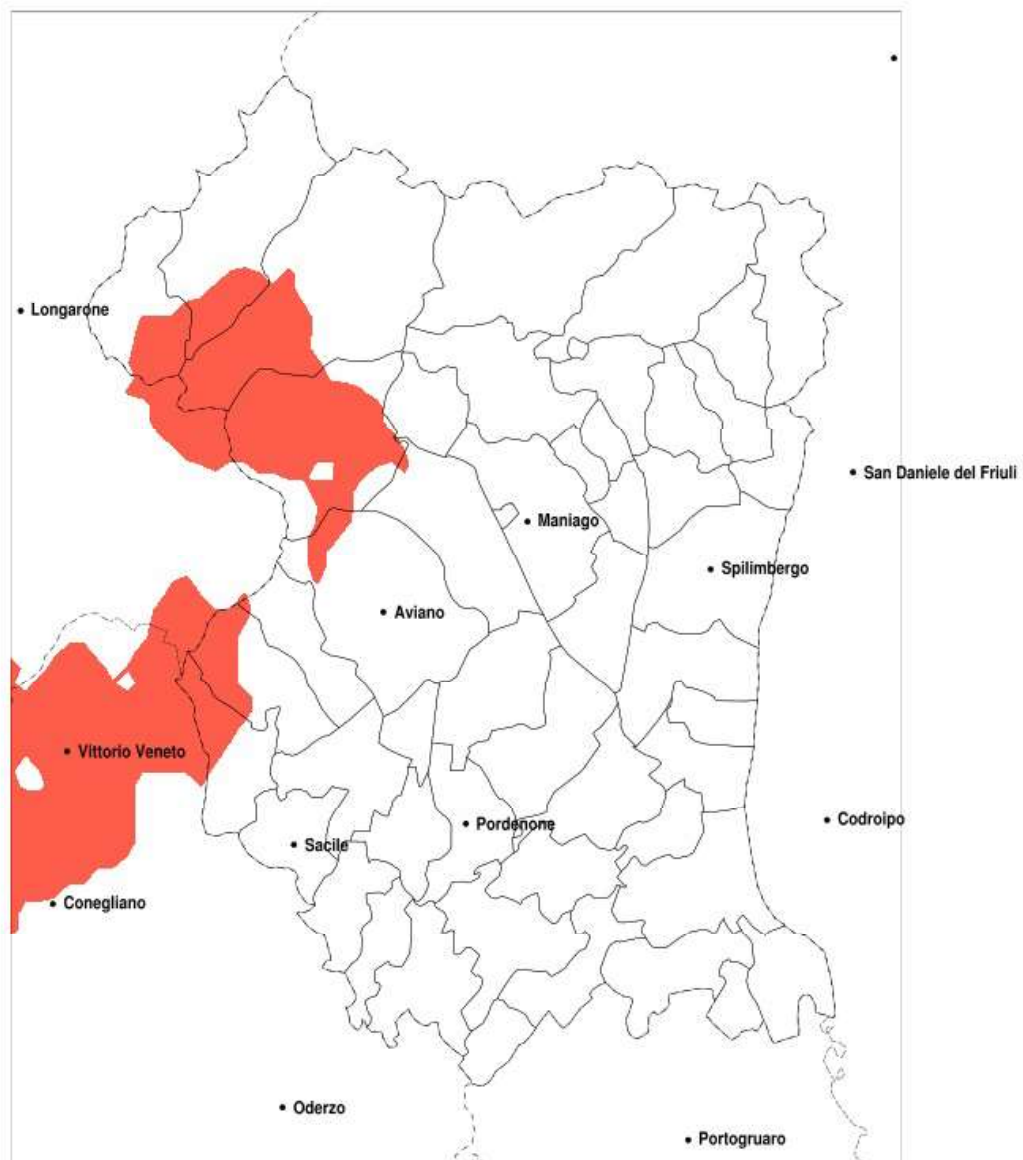 Longarone
San Daniele del Friuli
Maniago
Spilimbergo
Aviano
Vittorio Veneto
Codroipo
Pordenone
Sacile
Conegliano
Oderzo
Portogruaro